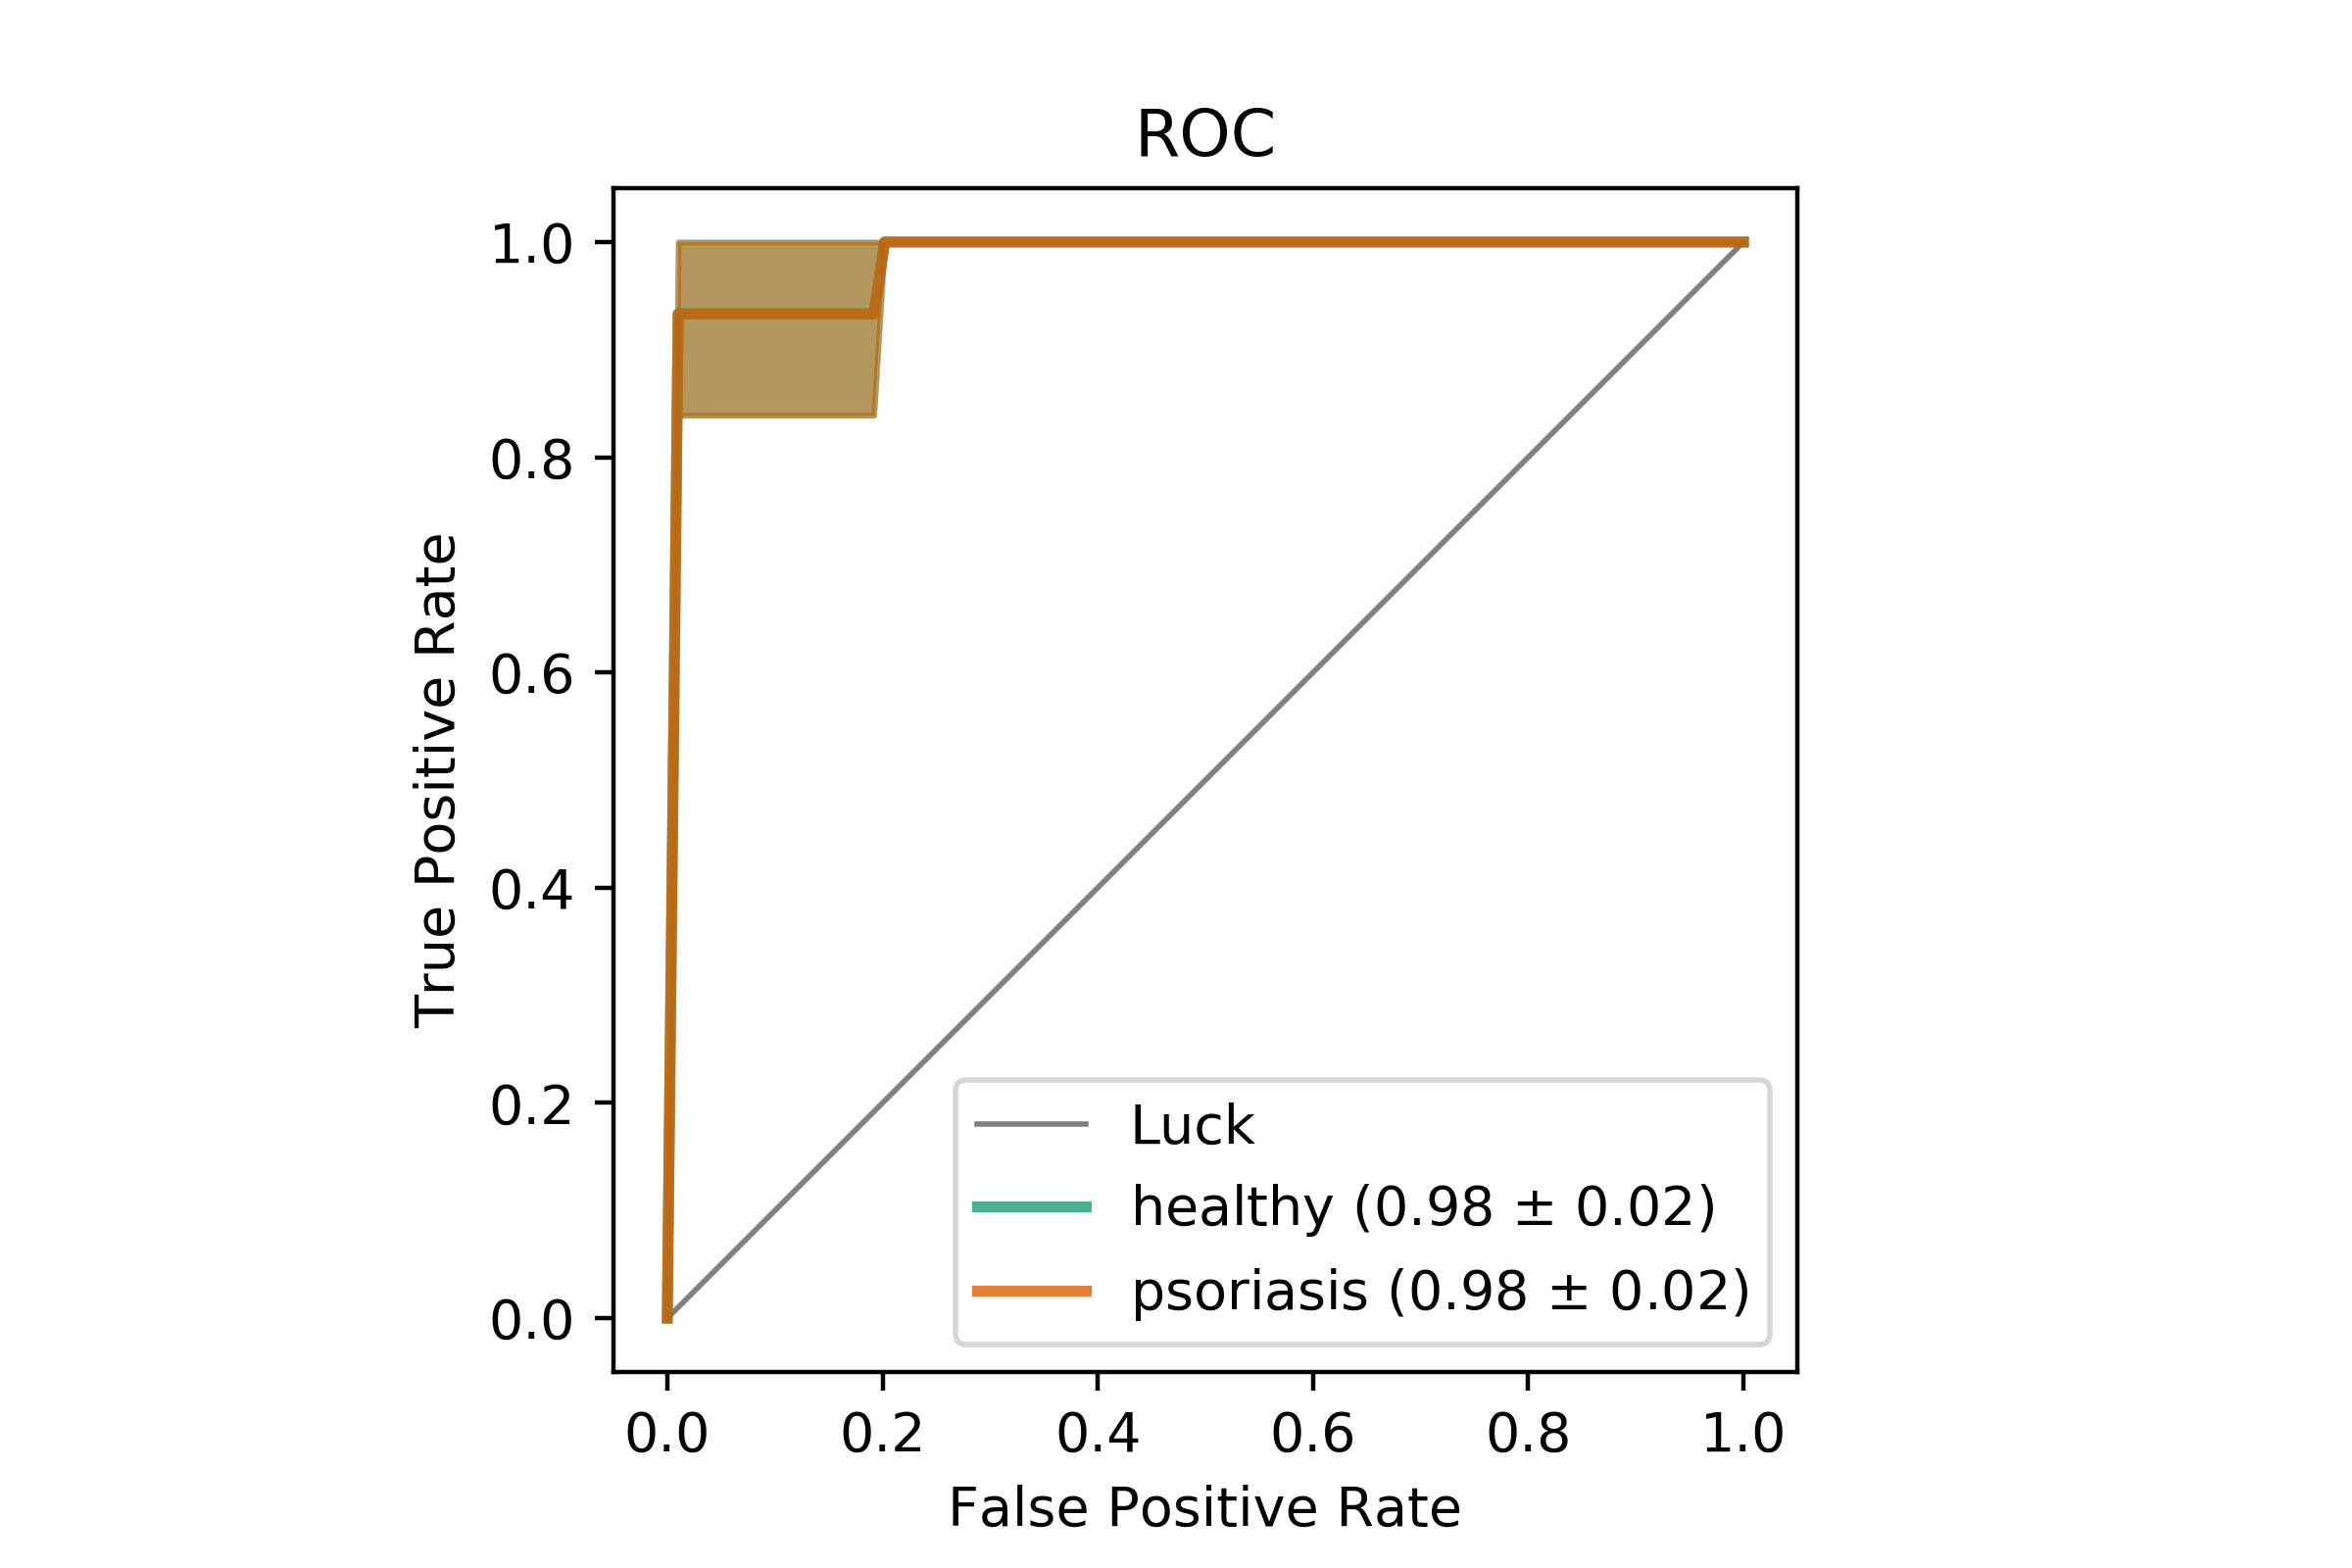 ROC
1.0
0.8
0.6
0.4
0.2
0.0
True Positive Rate
Luck
healthy (0.98 ± 0.02)
psoriasis (0.98 ± 0.02)
0.0 0.2 0.4 0.6 0.8 1.0
False Positive Rate